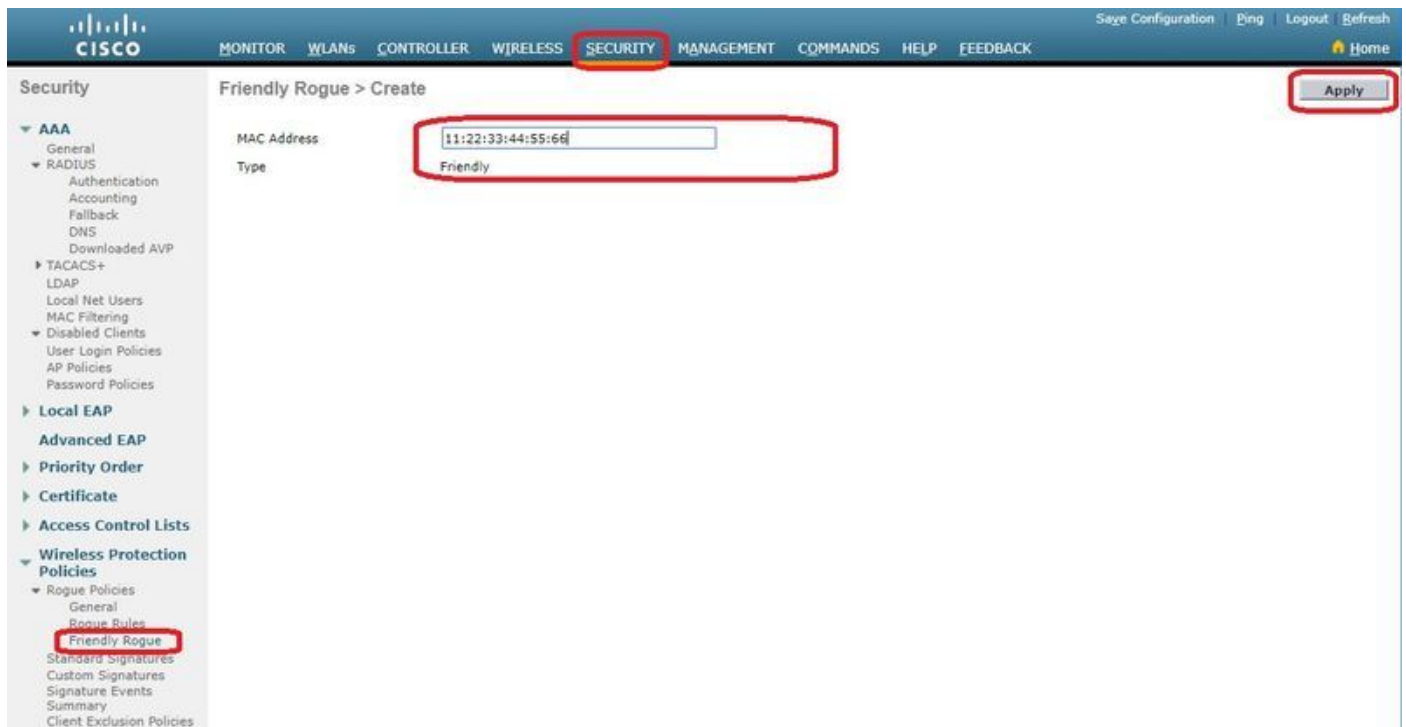 Save Configuration Ping Logout Refresh
CISCO
MONITOR WLANs CONTROLLER WIRELESS SECURITY MANAGEMENT COMMANDS HELP FEEDBACK
Home
Security
Friendly Rogue > Create
Apply
AAA
General
RADIUS
Authentication
Accounting
Fallback
DNS
Downloaded AVP
TACACS+
LDAP
Local Net Users
MAC Filtering
Disabled Clients
User Login Policies
AP Policies
Password Policies
Local EAP
Advanced EAP
Priority Order
Certificate
Access Control Lists
Wireless Protection
Policies
Rogue Policies
General
Rogue Rules
Friendly Rogue
Standard Signatures
Custom Signatures
Signature Events
Summary
Client Exclusion Policies
MAC Address 11:22:33:44:55:66
Type Friendly